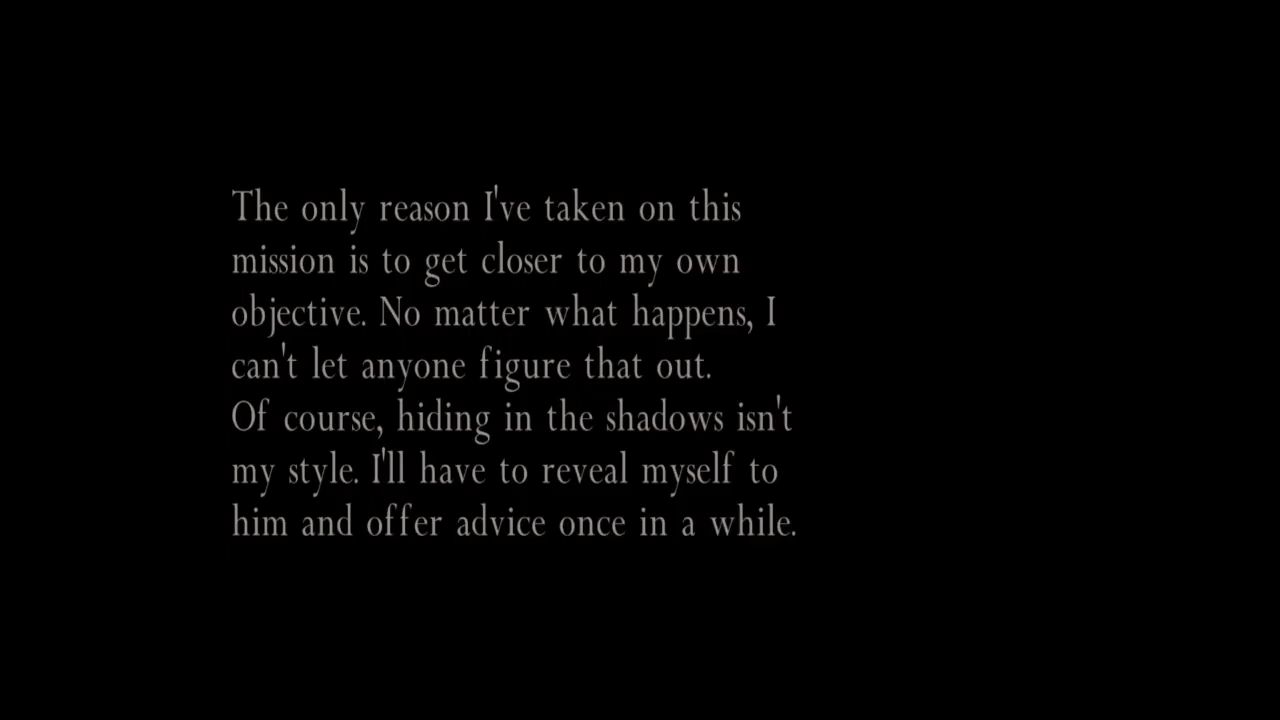 The only reason I've taken on this
mission is to get closer to my own
objective. No matter what happens, I
can't let anyone figure that out.
Of course, hiding in the shadows isn't
my style. I'll have to reveal myself to
him and offer advice once in a while.